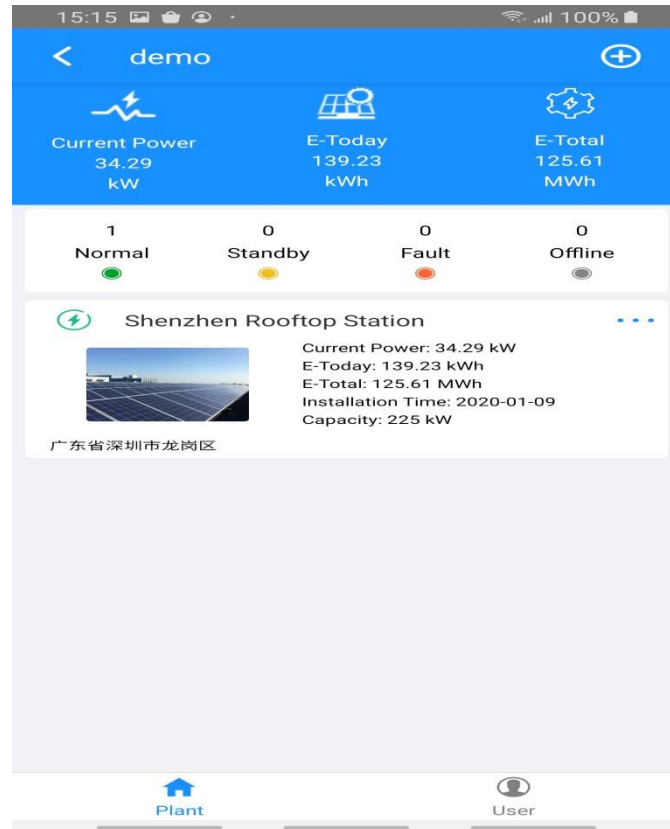 15:15 100%
demo
Current Power E-Today E-Total
34.29 139.23 125.61
kW kWh MWh
1 0 0 0
Normal Standby Fault Offline
Shenzhen Rooftop Station
Current Power: 34.29 kW
E-Today: 139.23 kWh
E-Total: 125.61 MWh
Installation Time: 2020-01-09
Capacity: 225 kW
广东省深圳市龙岗区
Plant User